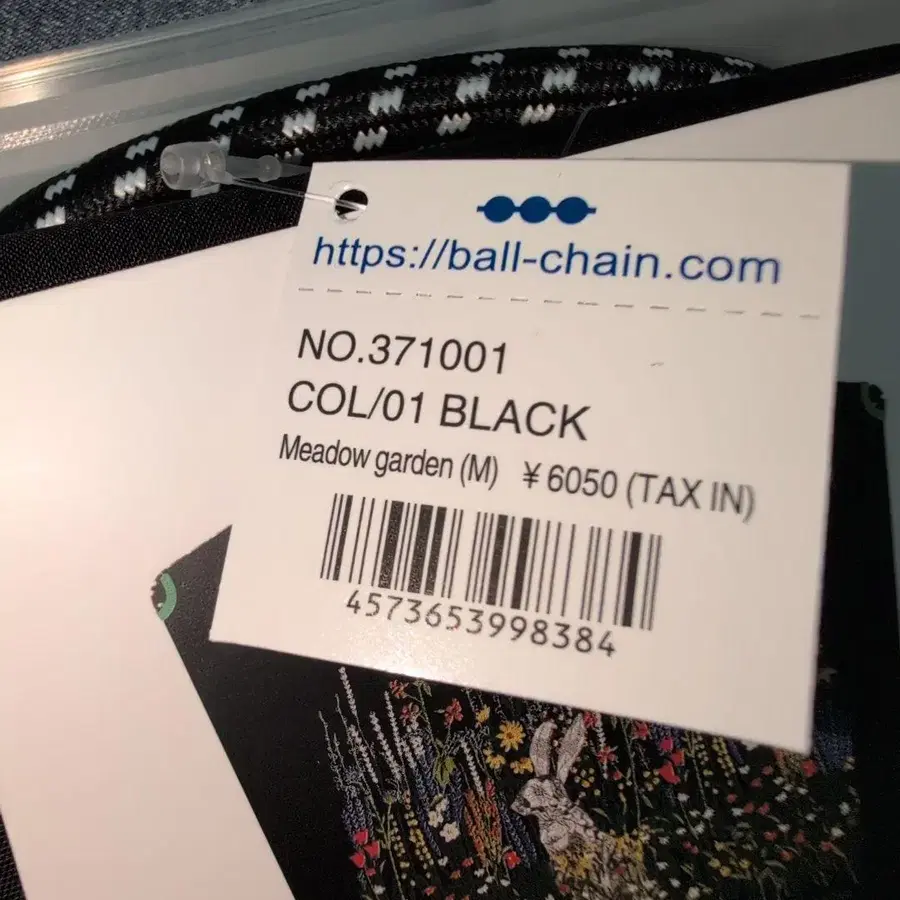 https://ball-chain.com
NO.371001
COL/01 BLACK
Meadow garden (M) ¥6050 (TAX IN)
4573653998384